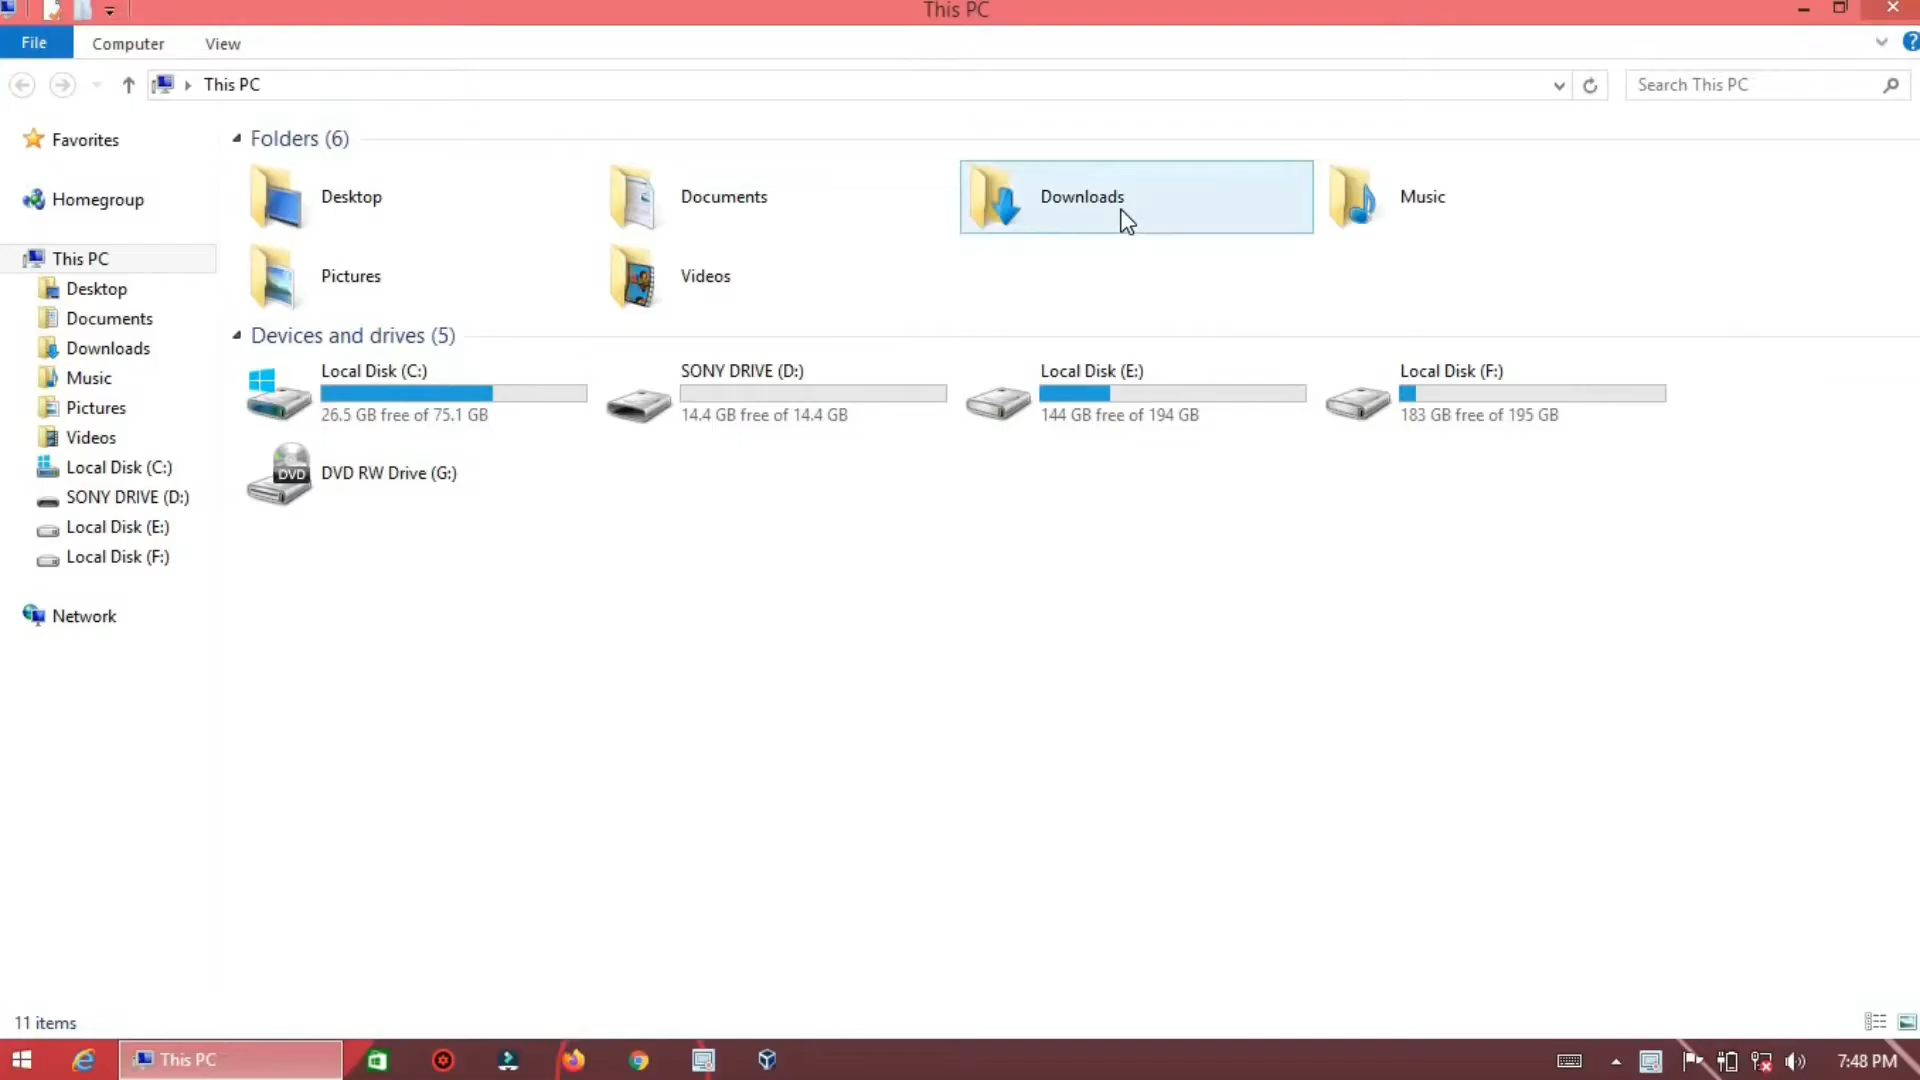 This PC
File
Computer
View
This PC
Search This PC
Favorites
Homegroup
This PC
Desktop
Documents
Downloads
Music
Pictures
Videos
Local Disk (C:)
SONY DRIVE (D:)
Local Disk (E:)
Local Disk (F:)
Network
Folders (6)
Desktop
Documents
Downloads
Music
Pictures
Videos
Devices and drives (5)
Local Disk (C:)
26.5 GB free of 75.1 GB
SONY DRIVE (D:)
14.4 GB free of 14.4 GB
Local Disk (E:)
144 GB free of 194 GB
Local Disk (F:)
183 GB free of 195 GB
DVD
DVD RW Drive (G:)
11 items
This PC
7:48 PM